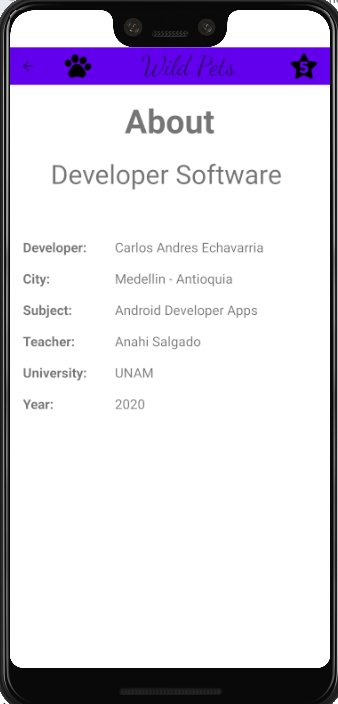 Wild Pets
5
About
Developer Software
Developer: Carlos Andres Echavarria
City: Medellin - Antioquia
Subject: Android Developer Apps
Teacher: Anahi Salgado
University: UNAM
Year: 2020